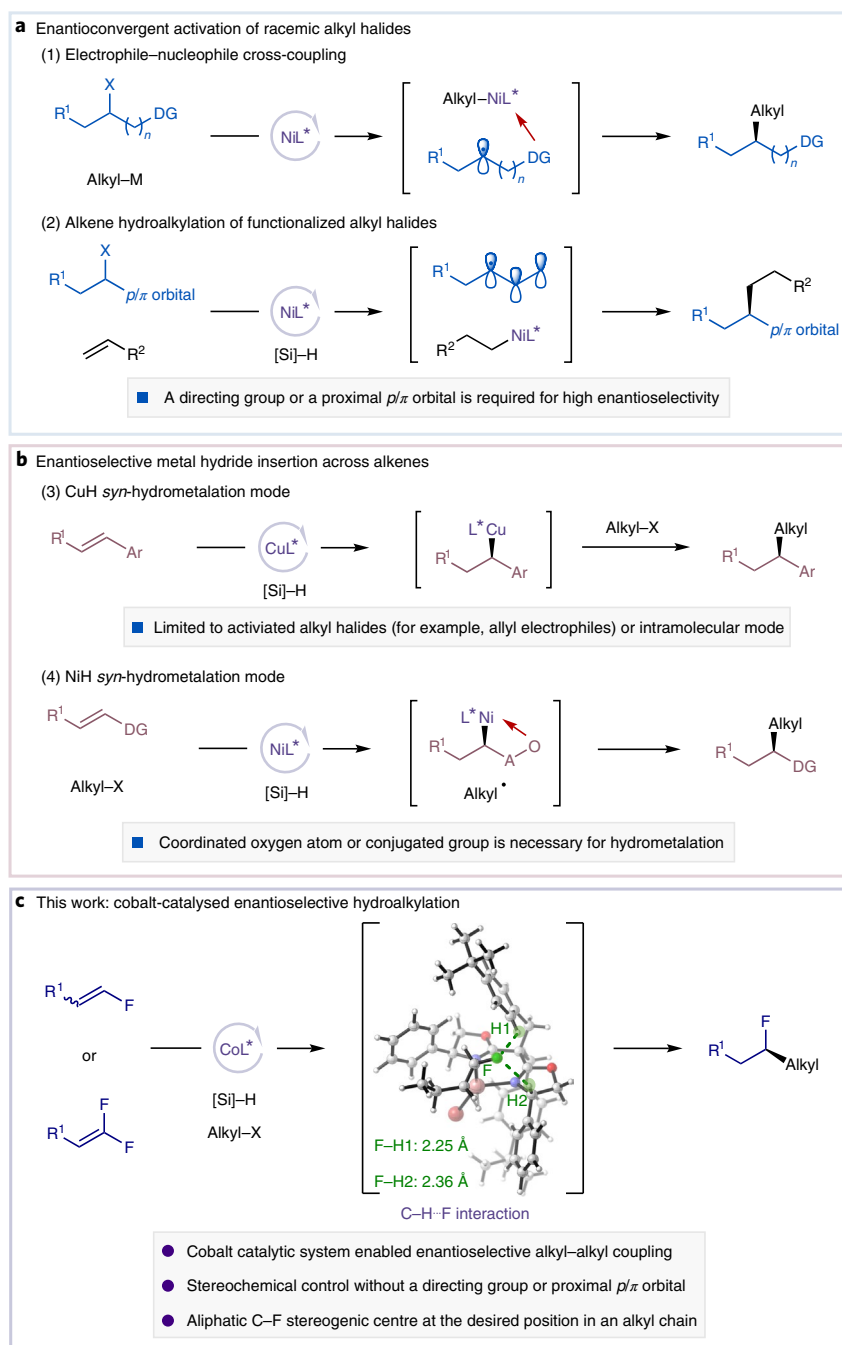 a Enantioconvergent activation of racemic alkyl halides
(1) Electrophile–nucleophile cross-coupling
X
R1
DG
n
Alkyl–M
NiL*
Alkyl–NiL*
R1
DG
n
Alkyl
R1
DG
n
(2) Alkene hydroalkylation of functionalized alkyl halides
X
R1
p/π orbital
R2
NiL*
[Si]–H
R1
R2
NiL*
R2
R1
p/π orbital
A directing group or a proximal p/π orbital is required for high enantioselectivity
b Enantioselective metal hydride insertion across alkenes
(3) CuH syn-hydrometalation mode
R1
Ar
CuL*
[Si]–H
L*Cu
R1
Ar
Alkyl–X
Alkyl
R1
Ar
Limited to activiated alkyl halides (for example, allyl electrophiles) or intramolecular mode
(4) NiH syn-hydrometalation mode
R1
DG
Alkyl–X
NiL*
[Si]–H
L*Ni
R1
A
O
Alkyl•
Alkyl
R1
DG
Coordinated oxygen atom or conjugated group is necessary for hydrometalation
c This work: cobalt-catalysed enantioselective hydroalkylation
R1
F
or
R1
F
F
CoL*
[Si]–H
Alkyl–X
H1
F
H2
F–H1: 2.25 Å
F–H2: 2.36 Å
C–H···F interaction
F
R1
Alkyl
Cobalt catalytic system enabled enantioselective alkyl–alkyl coupling
Stereochemical control without a directing group or proximal p/π orbital
Aliphatic C–F stereogenic centre at the desired position in an alkyl chain